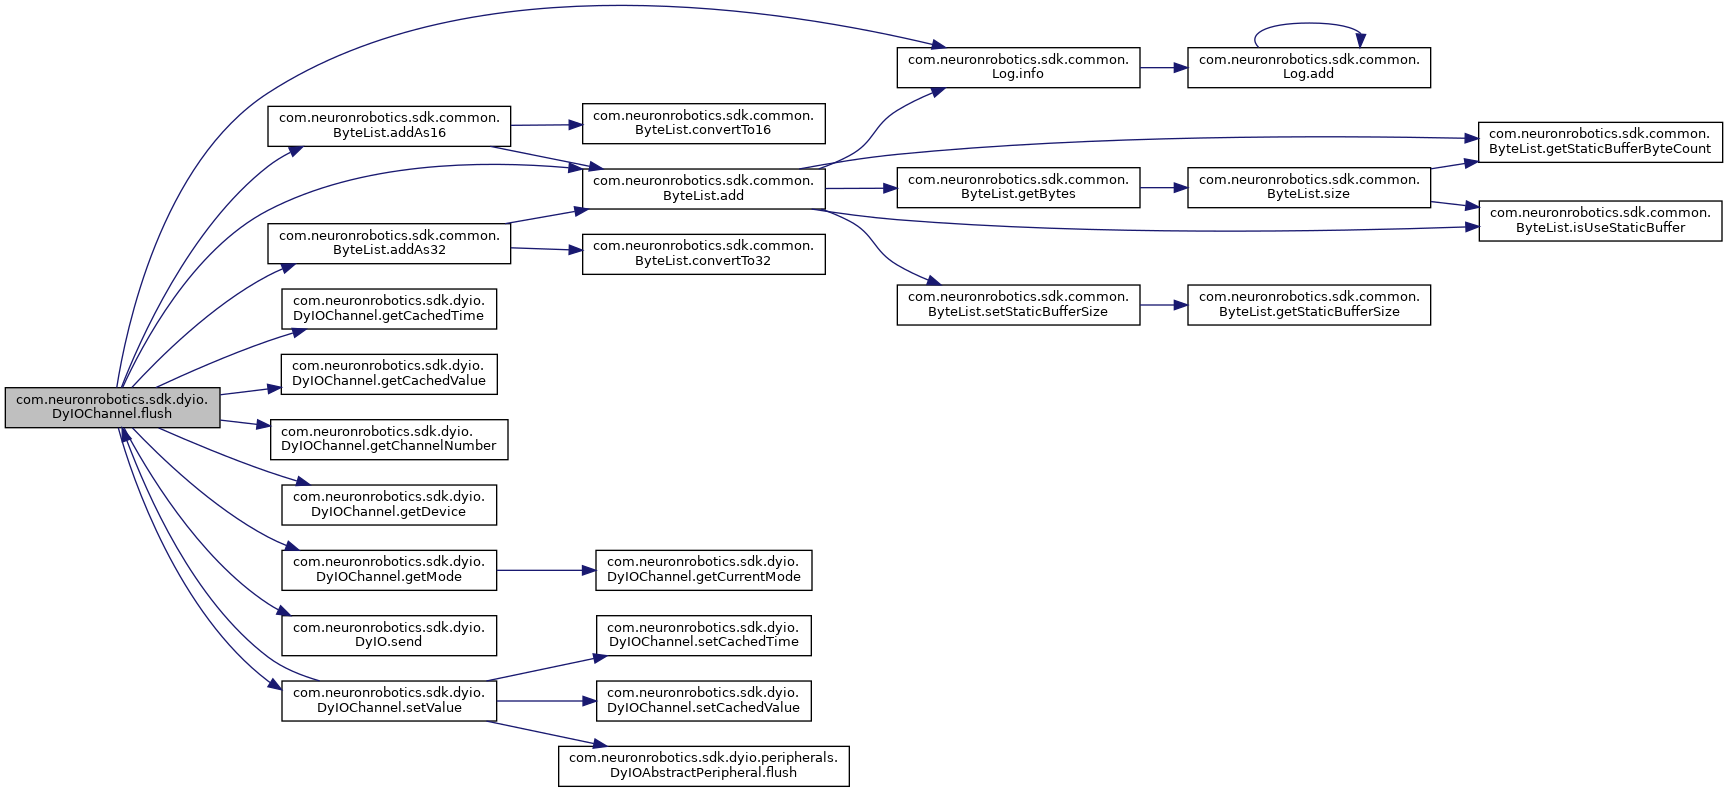 com.neuronrobotics.sdk.dyio.
DyIOChannel.flush
com.neuronrobotics.sdk.common.
ByteList.addAs16
com.neuronrobotics.sdk.common.
ByteList.addAs32
com.neuronrobotics.sdk.dyio.
DyIOChannel.getCachedTime
com.neuronrobotics.sdk.dyio.
DyIOChannel.getCachedValue
com.neuronrobotics.sdk.dyio.
DyIOChannel.getChannelNumber
com.neuronrobotics.sdk.dyio.
DyIOChannel.getDevice
com.neuronrobotics.sdk.dyio.
DyIOChannel.getMode
com.neuronrobotics.sdk.dyio.
DyIO.send
com.neuronrobotics.sdk.dyio.
DyIOChannel.setValue
com.neuronrobotics.sdk.common.
ByteList.convertTo16
com.neuronrobotics.sdk.common.
ByteList.add
com.neuronrobotics.sdk.common.
ByteList.convertTo32
com.neuronrobotics.sdk.dyio.
DyIOChannel.getCurrentMode
com.neuronrobotics.sdk.dyio.
DyIOChannel.setCachedTime
com.neuronrobotics.sdk.dyio.
DyIOChannel.setCachedValue
com.neuronrobotics.sdk.dyio.peripherals.
DyIOAbstractPeripheral.flush
com.neuronrobotics.sdk.common.
Log.info
com.neuronrobotics.sdk.common.
ByteList.getBytes
com.neuronrobotics.sdk.common.
ByteList.setStaticBufferSize
com.neuronrobotics.sdk.common.
Log.add
com.neuronrobotics.sdk.common.
ByteList.size
com.neuronrobotics.sdk.common.
ByteList.getStaticBufferSize
com.neuronrobotics.sdk.common.
ByteList.getStaticBufferByteCount
com.neuronrobotics.sdk.common.
ByteList.isUseStaticBuffer